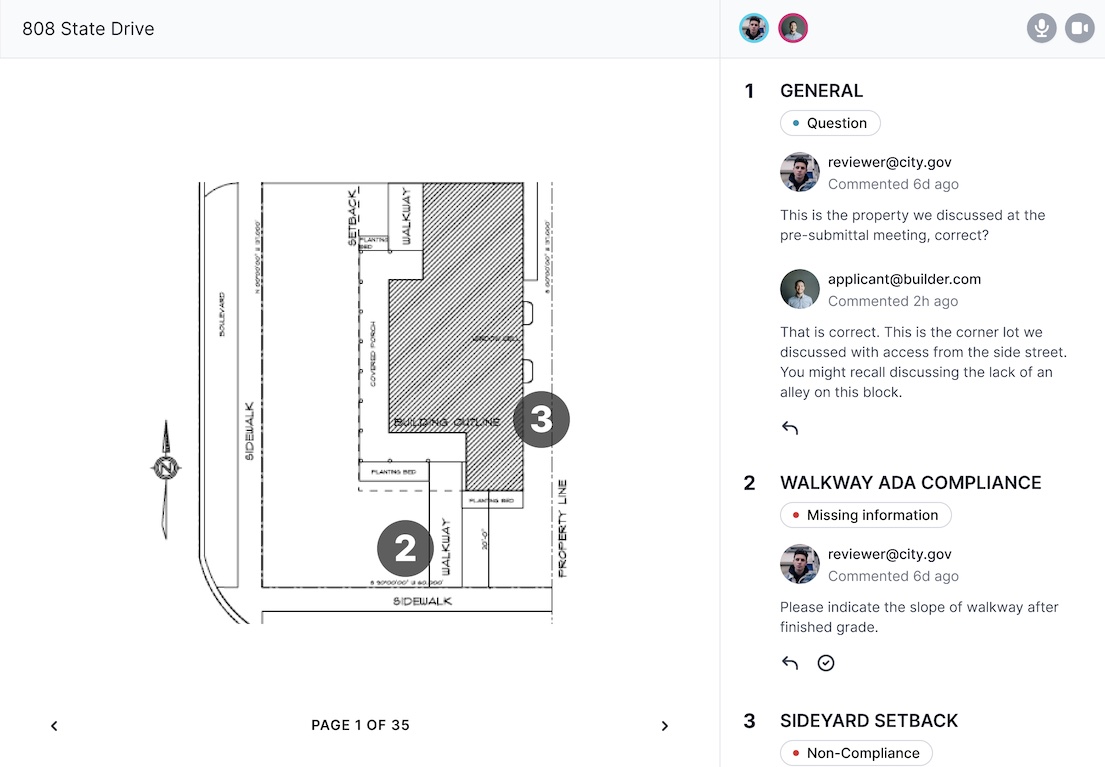 808 State Drive
SETBACK
WALKWAY
PLANTING
BED
BOULEVARD
COVERED PORCH
SIDEWALK
BUILDING OUTLINE
3
N
PLANTING BED
PLANTING BED
PROPERTY LINE
2
WALKWAY
20'-0"
SIDEWALK
PAGE 1 OF 35
1 GENERAL
Question
reviewer@city.gov
Commented 6d ago
This is the property we discussed at the
pre-submittal meeting, correct?
applicant@builder.com
Commented 2h ago
That is correct. This is the corner lot we
discussed with access from the side street.
You might recall discussing the lack of an
alley on this block.
2 WALKWAY ADA COMPLIANCE
Missing information
reviewer@city.gov
Commented 6d ago
Please indicate the slope of walkway after
finished grade.
3 SIDEYARD SETBACK
Non-Compliance